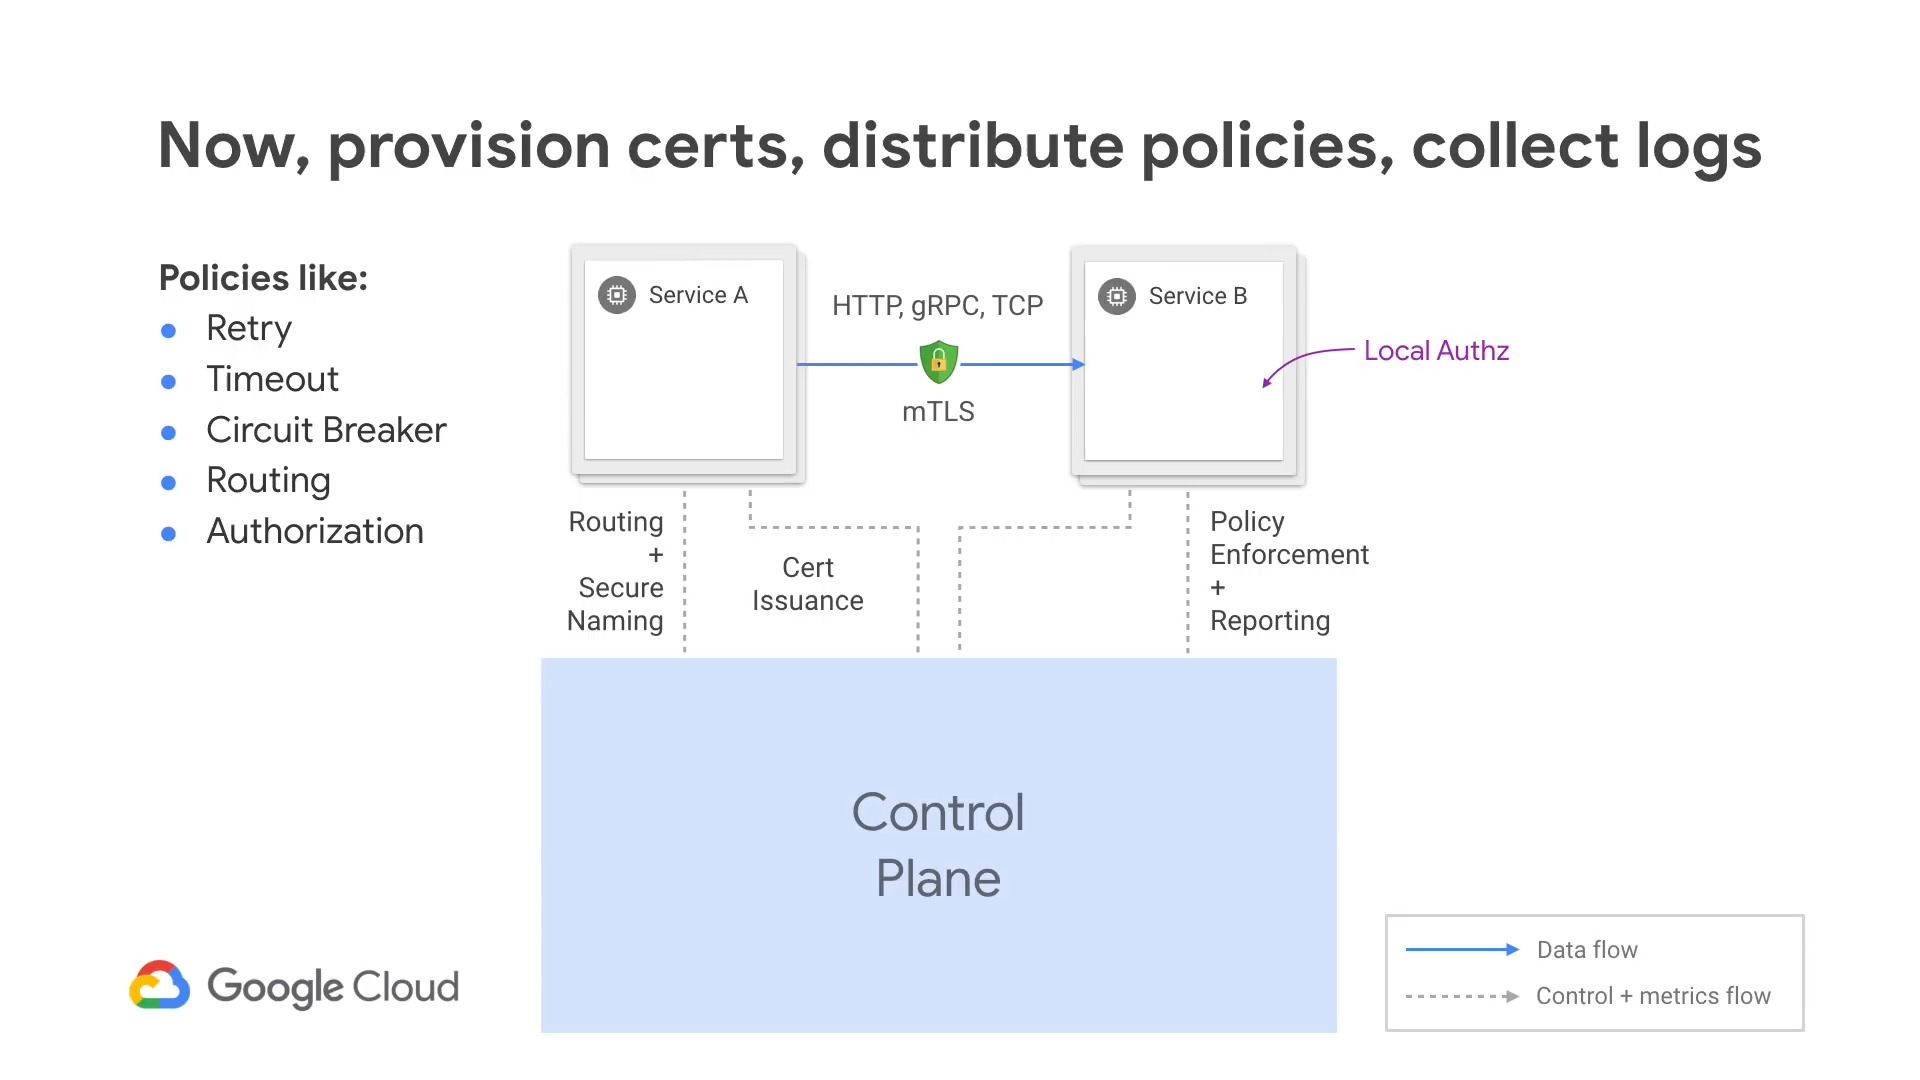 Now, provision certs, distribute policies, collect logs
Policies like:
Retry
Timeout
Circuit Breaker
Routing
Authorization
Service A
HTTP, gRPC, TCP
mTLS
Service B
Local Authz
Routing
+
Secure
Naming
Cert
Issuance
Policy
Enforcement
+
Reporting
Control
Plane
Google Cloud
Data flow
Control + metrics flow